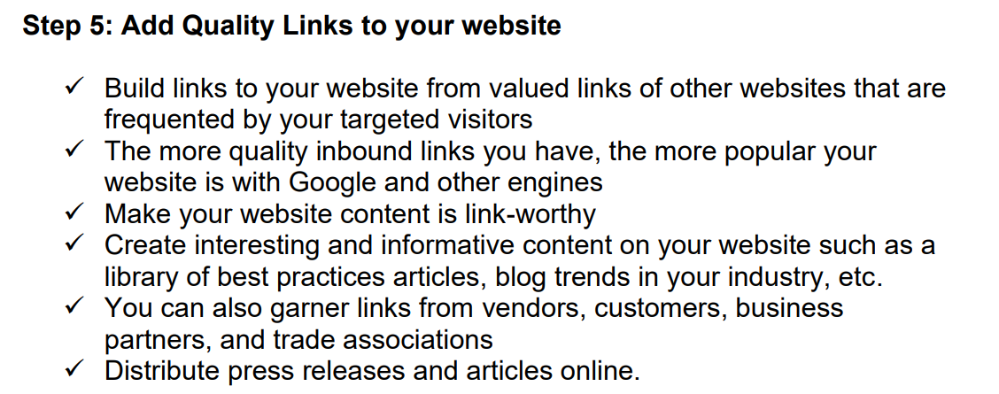 Step 5: Add Quality Links to your website
✓ Build links to your website from valued links of other websites that are
frequented by your targeted visitors
✓ The more quality inbound links you have, the more popular your
website is with Google and other engines
✓ Make your website content is link-worthy
✓ Create interesting and informative content on your website such as a
library of best practices articles, blog trends in your industry, etc.
✓ You can also garner links from vendors, customers, business
partners, and trade associations
✓ Distribute press releases and articles online.